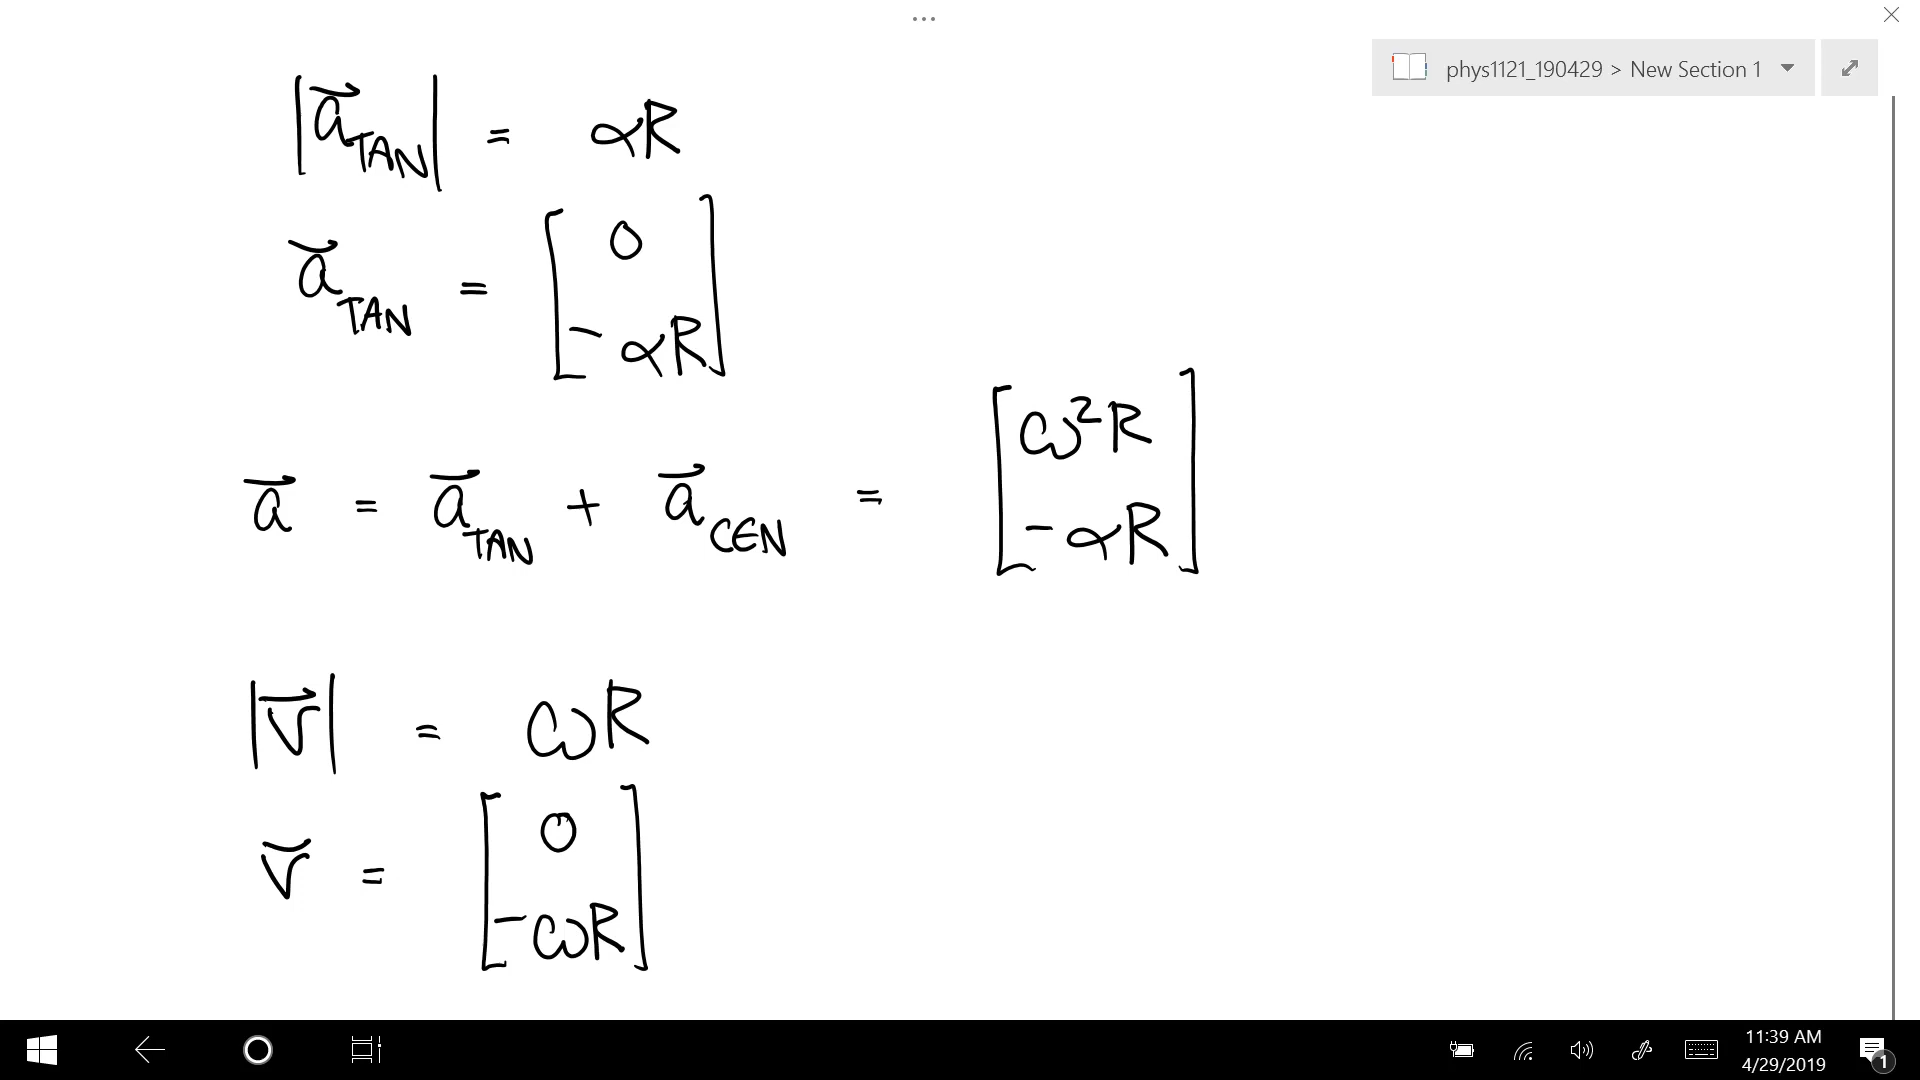 phys1121_190429 > New Section 1
|a⃗_TAN| = αR
a⃗_TAN = [0
-αR]
a⃗ = a⃗_TAN + a⃗_CEN = [ω²R
-αR]
|v⃗| = ωR
v⃗ = [0
-ωR]
11:39 AM
4/29/2019
1